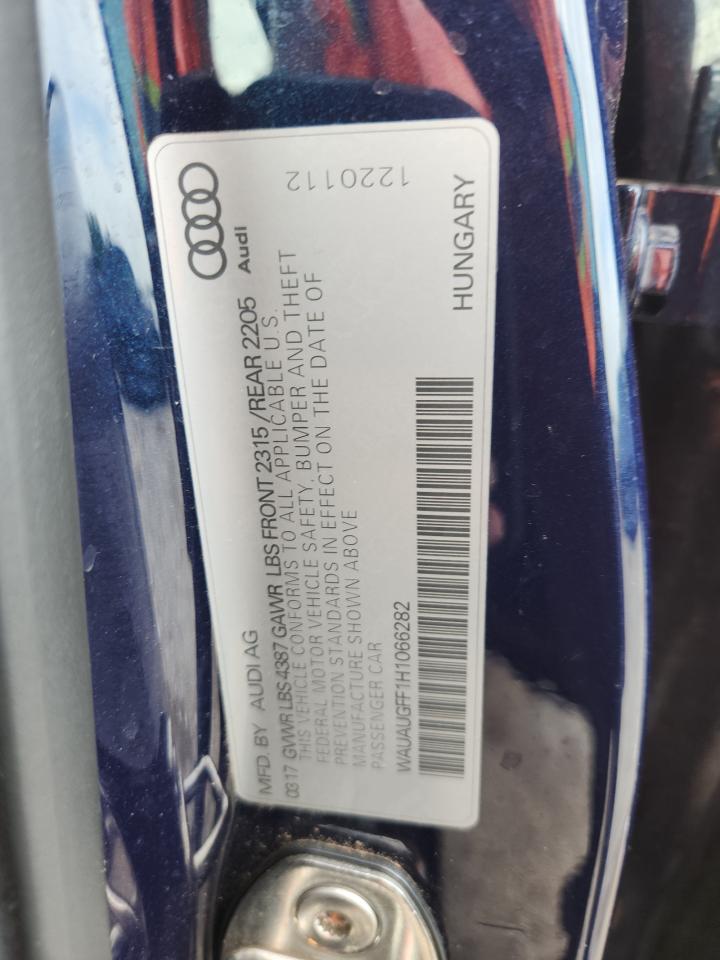 Audi
MFD. BY AUDI AG
0317 GVWR LBS 4387 GAWR LBS FRONT 2315 /REAR 2205
THIS VEHICLE CONFORMS TO ALL APPLICABLE U.S.
FEDERAL MOTOR VEHICLE SAFETY, BUMPER AND THEFT
PREVENTION STANDARDS IN EFFECT ON THE DATE OF
MANUFACTURE SHOWN ABOVE
PASSENGER CAR
WAUAUGFF1H1066282
HUNGARY
1220112